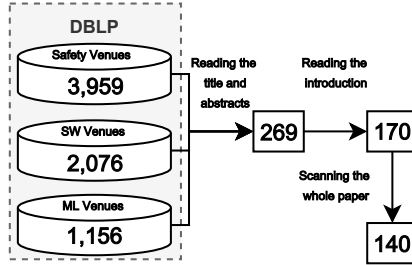 DBLP
Safety Venues
3,959
SW Venues
2,076
ML Venues
1,156
Reading the
title and
abstracts
269
Reading the
introduction
170
Scanning the
whole paper
140